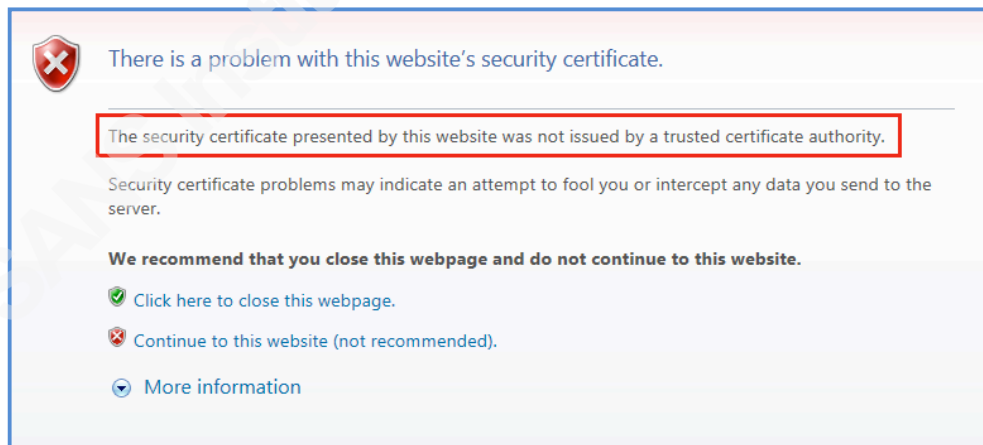 There is a problem with this website’s security certificate.
The security certificate presented by this website was not issued by a trusted certificate authority.
Security certificate problems may indicate an attempt to fool you or intercept any data you send to the
server.
We recommend that you close this webpage and do not continue to this website.
Click here to close this webpage.
Continue to this website (not recommended).
More information